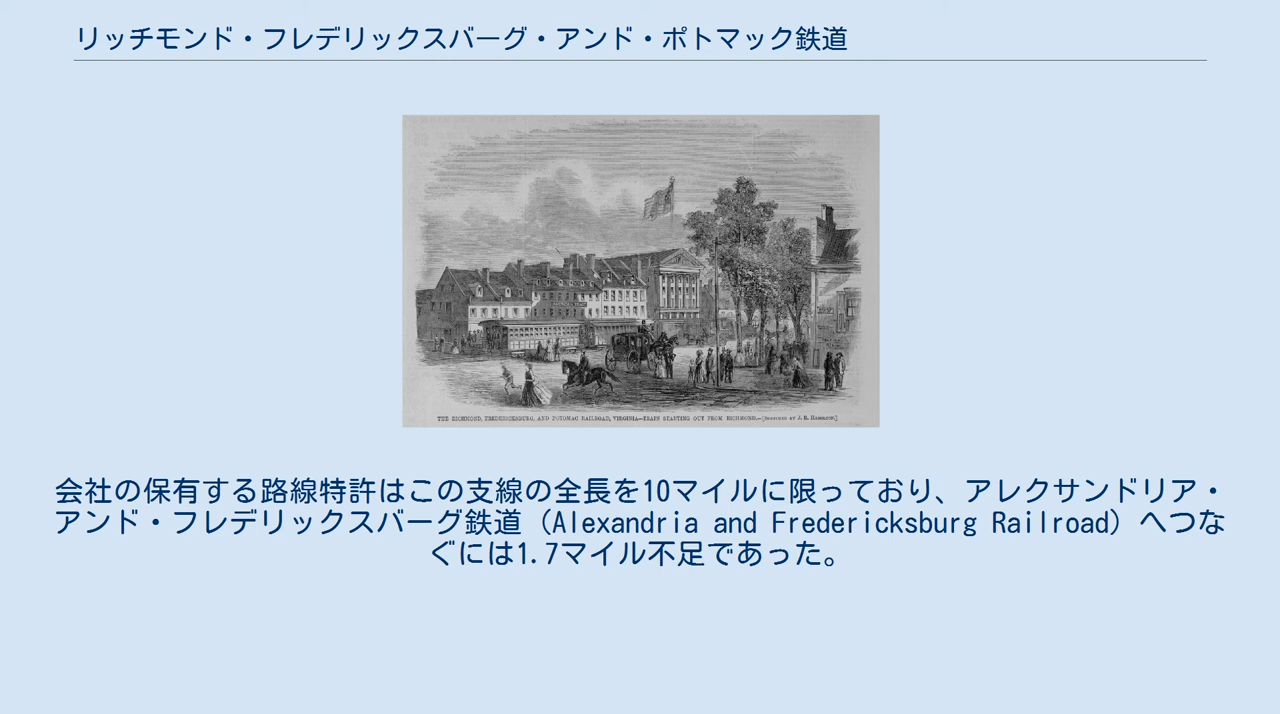 リッチモンド・フレデリックスバーグ・アンド・ポトマック鉄道
THE RICHMOND, FREDERICKSBURG, AND POTOMAC RAILROAD, VIRGINIA—TRAIN STARTING OUT FROM RICHMOND.—[SKETCHED BY J. R. HAMILTON.]
会社の保有する路線特許はこの支線の全長を10マイルに限っており、アレクサンドリア・
アンド・フレデリックスバーグ鉄道（Alexandria and Fredericksburg Railroad）へつな
ぐには1.7マイル不足であった。